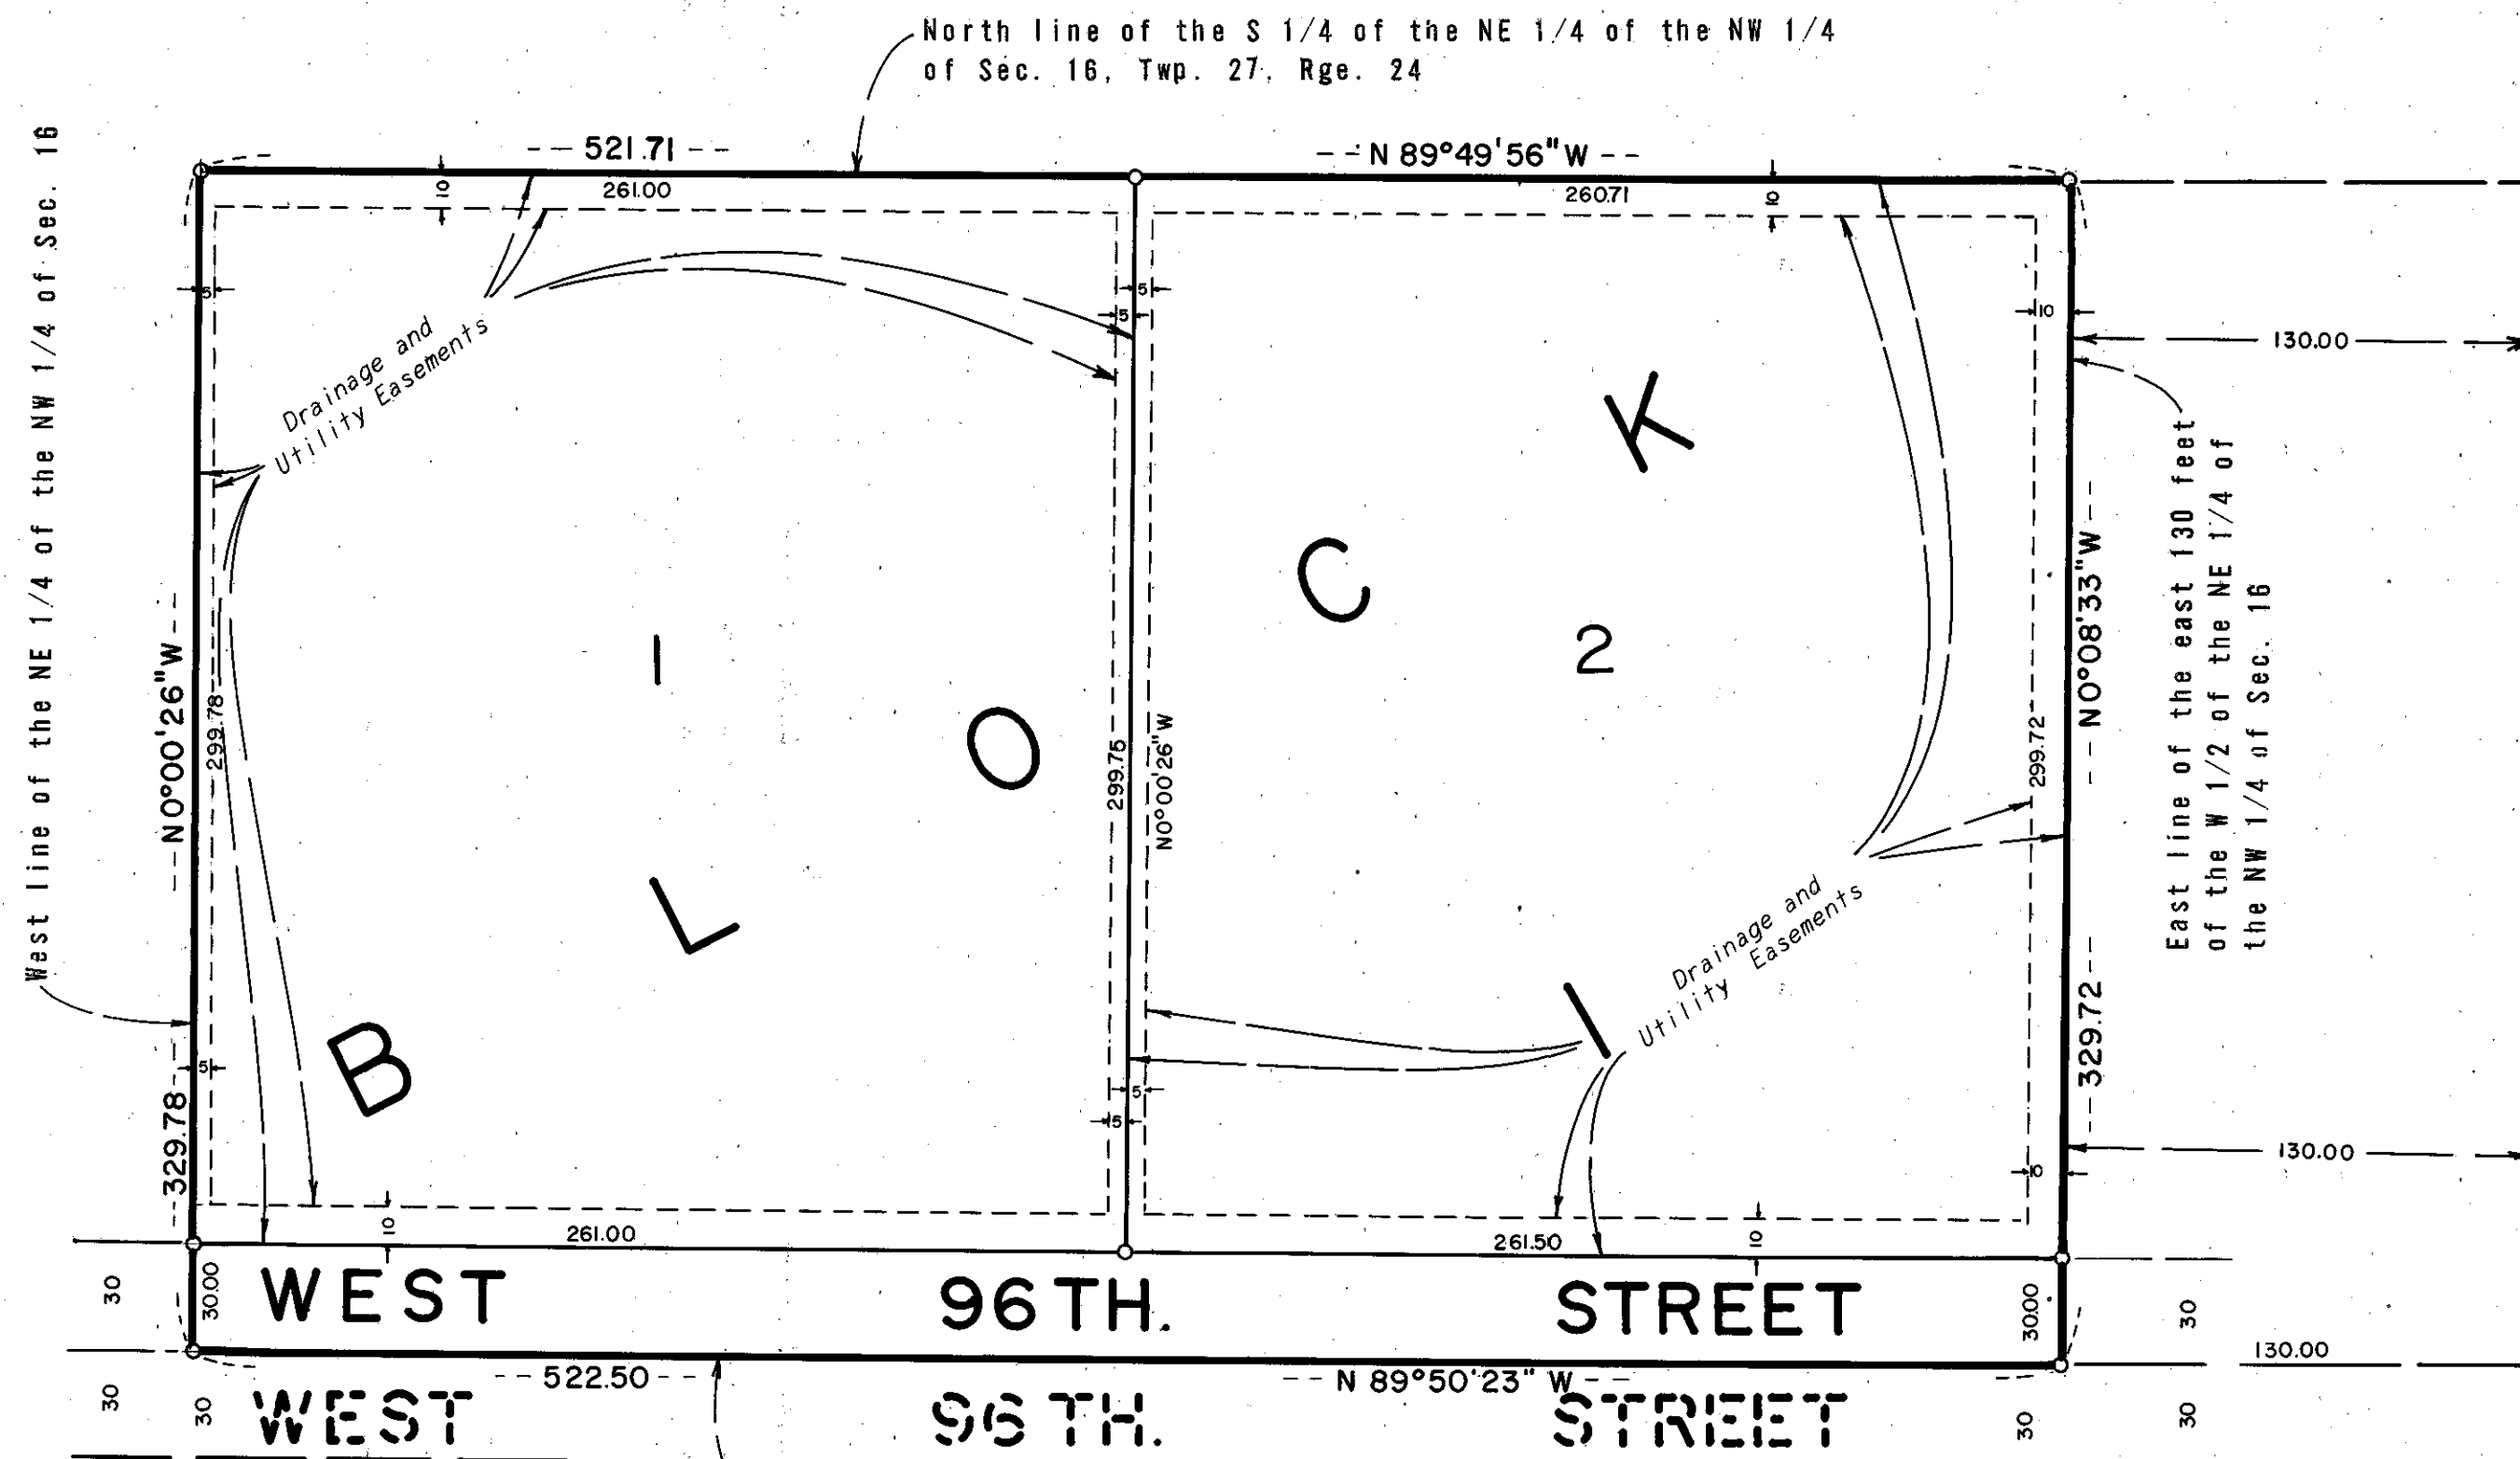 North line of the S 1/4 of the NE 1/4 of the NW 1/4
of Sec. 16, Twp. 27, Rge. 24
-- 521.71 --
-- N 89°49'56"W --
10
261.00
260.71
10
5
5
5
10
130.00
West line of the NE 1/4 of the NW 1/4 of Sec. 16
Drainage and
Utility Easements
East line of the east 130 feet
of the W 1/2 of the NE 1/4 of
the NW 1/4 of Sec. 16
B L O C K 1
1
2
--N0°00'26"W--
299.78
299.75
N0°00'26"W
299.72
--N0°08'33"W--
Drainage and
Utility Easements
--329.78--
329.72--
5
5
5
10
130.00
10
261.00
261.50
10
30
30.00
WEST 96TH. STREET
30.00
30
-- 522.50 --
-- N 89°50'23" W --
130.00
30
30
WEST 96TH. STREET
30
30